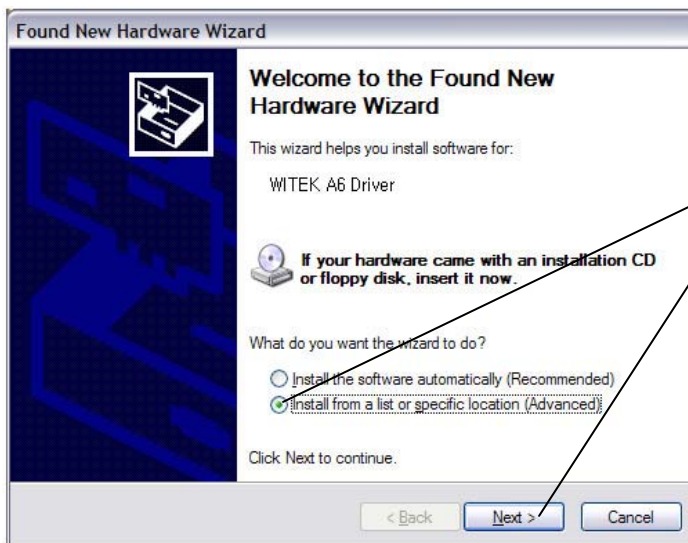 Found New Hardware Wizard
Welcome to the Found New
Hardware Wizard
This wizard helps you install software for:
WITEK A6 Driver
If your hardware came with an installation CD
or floppy disk, insert it now.
What do you want the wizard to do?
Install the software automatically (Recommended)
Install from a list or specific location (Advanced)
Click Next to continue.
< Back
Next >
Cancel